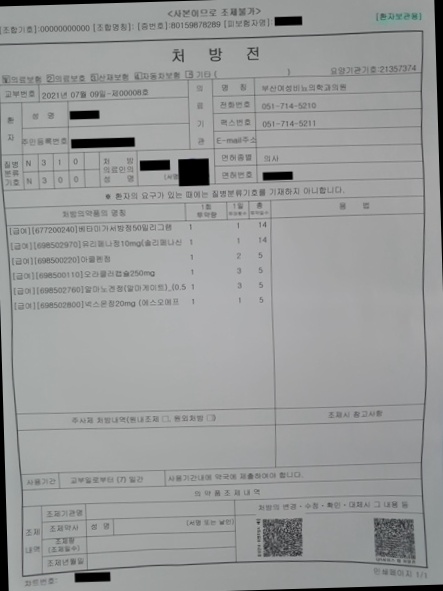 <사본이므로 조제불가>
[조합기호:00000000000 [조합명칭:] [증번호:80159878289 [피보험자명: [환자보관용]
처 방 전
1의료보험 2의료보호 3산재보험 4자동차보험 5기타 ( ) 요양기관기호:21357374
교부번호 2021년 07월 09일-제00008호 의료기관 명 칭 부산여성비뇨의학과의원
환자 성 명 전화번호 051-714-5210
팩스번호 051-714-5211
주민등록번호 E-mail주소
질병분류기호 N 3 1 0 처 방 의료인의 성 명 면허종별 의사
N 3 0 0 (서명 면허번호
※ 환자의 요구가 있는 때에는 질병분류기호를 기재하지 아니합니다.
처방의약품의 명칭 1회 투약량 1일 투여횟수 총 투약일수 용 법
[급여][677200240]베타미가서방정50밀리그램 1 1 14
[급여][698502970]유리페나정10mg(솔리페나신 1 1 14
[급여][698500220]아클펜정 1 2 5
[급여][698500110]오라클러캡슐250mg 1 3 5
[급여][698502760]알마노겐정(알마게이트)_(0.5 1 3 5
[급여][698502800]넥스몬정20mg (에스오메프 1 1 5
주사제 처방내역(원내조제 □, 원외처방 □) 조제시 참고사항
사용기간 교부일로부터 (7) 일간 사용기간내에 약국에 제출하여야 합니다.
의 약 품 조 제 내 역
조제내역 조제기관명 처방의 변경·수정·확인·대체시 그 내용 등
조제약사 성 명 (서명 또는 날인)
조제량 (조제일수)
조제년월일
차트번호: 인쇄페이지 1/1